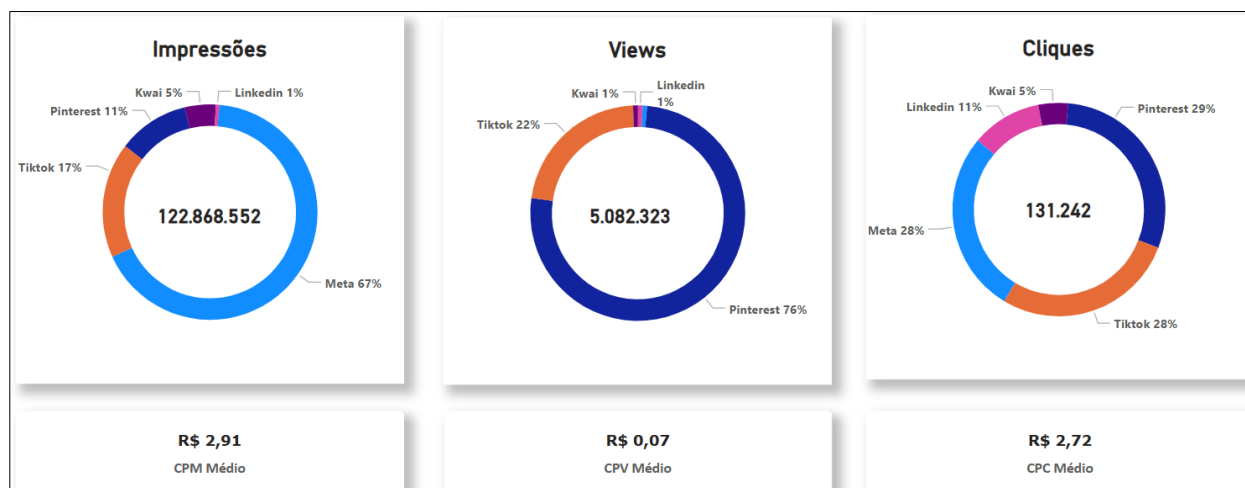 Impressões
Kwai 5%
Linkedin 1%
Pinterest 11%
Tiktok 17%
122.868.552
Meta 67%
Views
Linkedin
1%
Kwai 1%
Tiktok 22%
5.082.323
Pinterest 76%
Cliques
Kwai 5%
Linkedin 11%
Pinterest 29%
131.242
Meta 28%
Tiktok 28%
R$ 2,91
CPM Médio
R$ 0,07
CPV Médio
R$ 2,72
CPC Médio